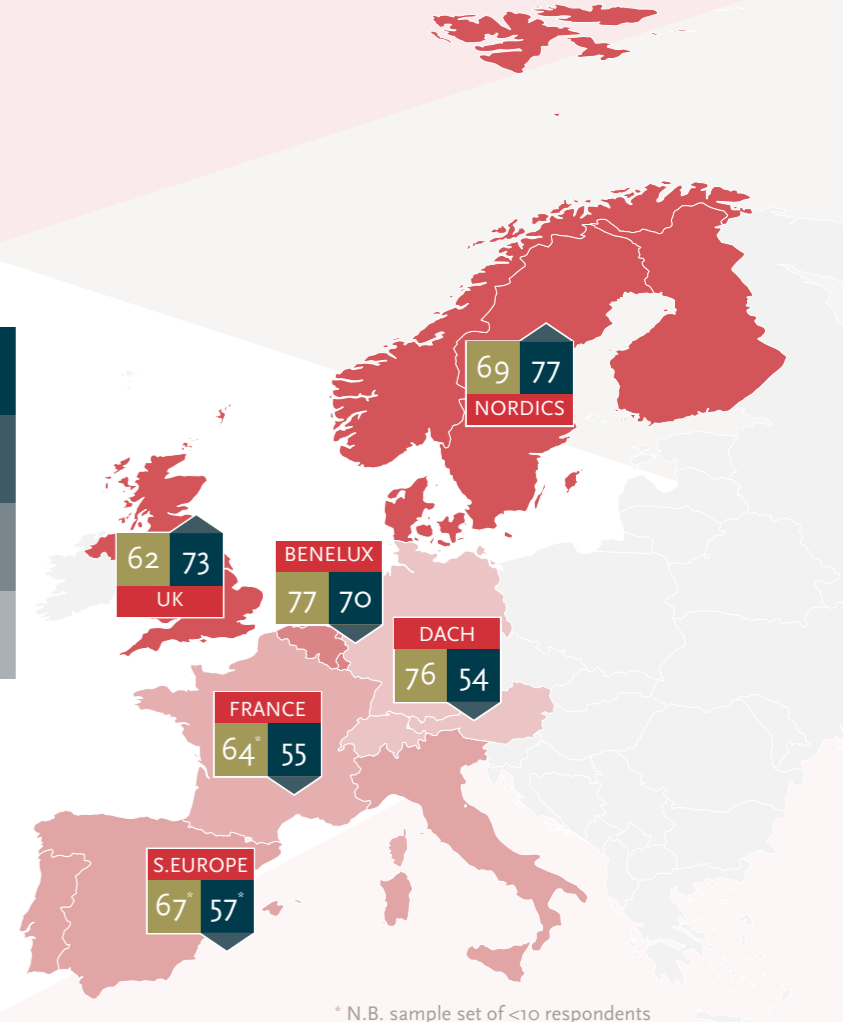 69 77
NORDICS
62 73
UK
BENELUX
77 70
DACH
76 54
FRANCE
64* 55
S.EUROPE
67* 57*
* N.B. sample set of <10 respondents